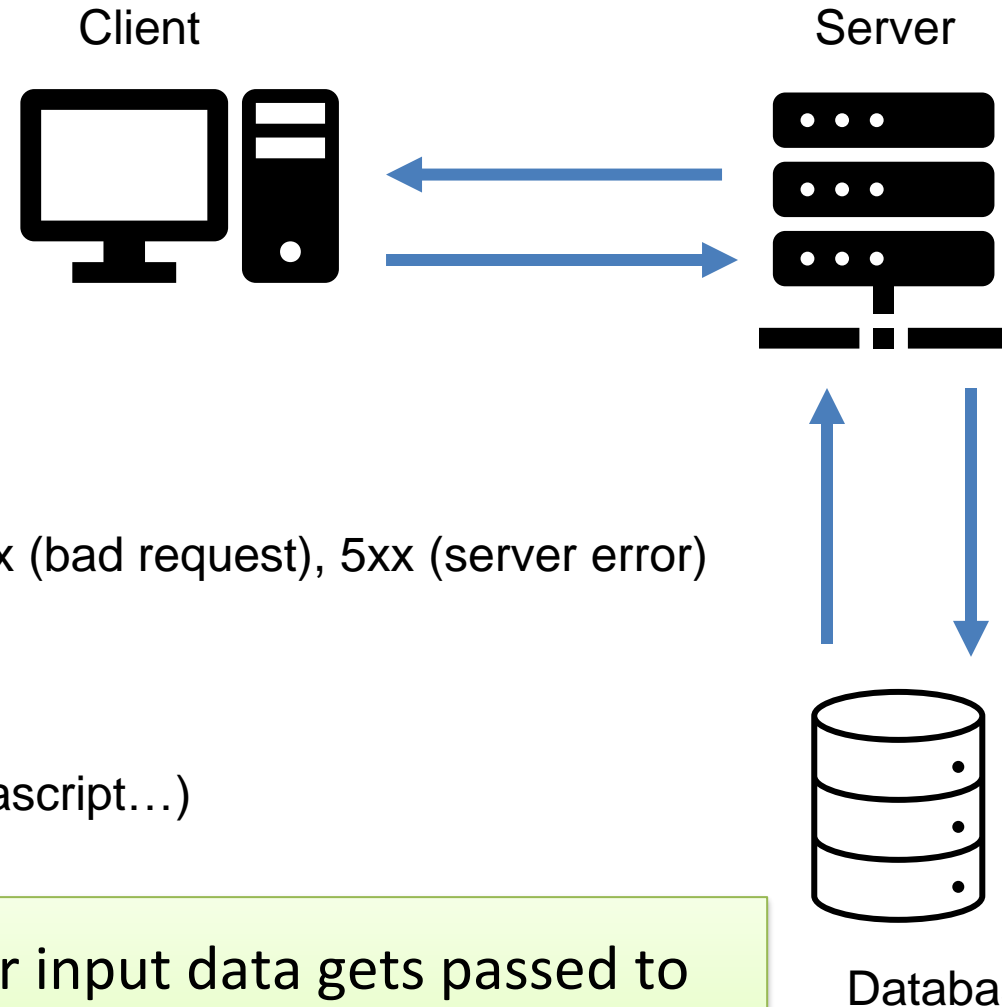 Client
Server
x (bad request), 5xx (server error)
ascript…)
r input data gets passed to
Databa